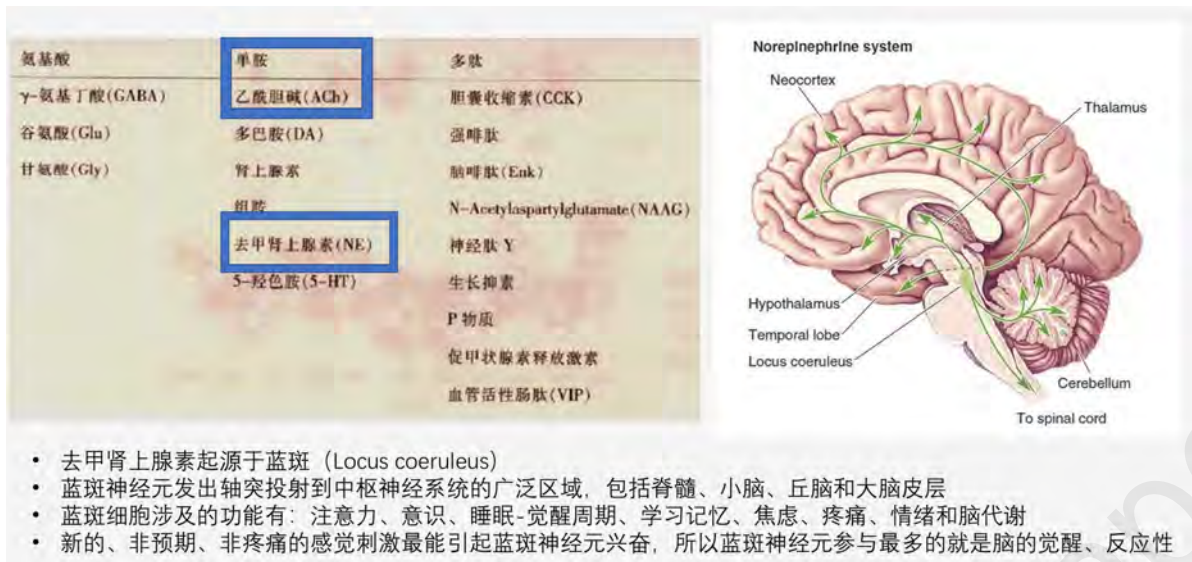 氨基酸 单胺 多肽
γ-氨基丁酸(GABA) 乙酰胆碱(ACh) 胆囊收缩素(CCK)
谷氨酸(Glu) 多巴胺(DA) 强啡肽
甘氨酸(Gly) 肾上腺素 脑啡肽(Enk)
组胺 N-Acetylaspartylglutamate(NAAG)
去甲肾上腺素(NE) 神经肽 Y
5-羟色胺(5-HT) 生长抑素
P 物质
促甲状腺素释放激素
血管活性肠肽(VIP)
Norepinephrine system
Neocortex
Thalamus
Hypothalamus
Temporal lobe
Locus coeruleus
Cerebellum
To spinal cord
• 去甲肾上腺素起源于蓝斑（Locus coeruleus）
• 蓝斑神经元发出轴突投射到中枢神经系统的广泛区域，包括脊髓、小脑、丘脑和大脑皮层
• 蓝斑细胞涉及的功能有：注意力、意识、睡眠-觉醒周期、学习记忆、焦虑、疼痛、情绪和脑代谢
• 新的、非预期、非疼痛的感觉刺激最能引起蓝斑神经元兴奋，所以蓝斑神经元参与最多的就是脑的觉醒、反应性